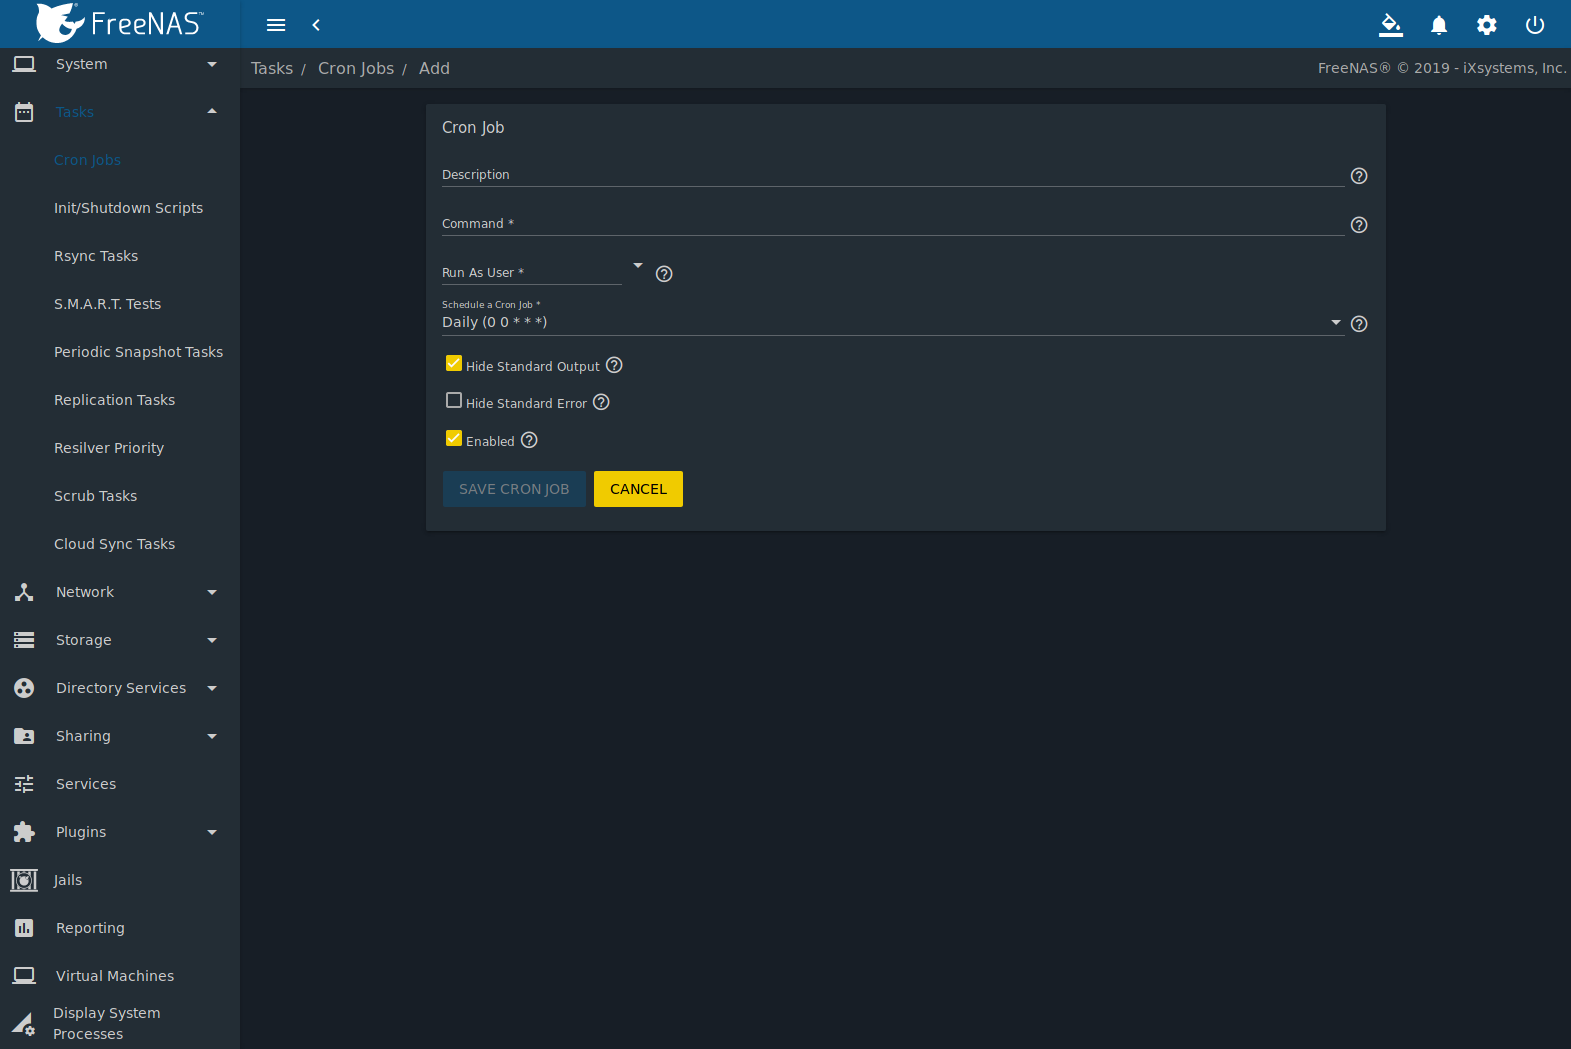 FreeNAS™
System
Tasks / Cron Jobs / Add
FreeNAS® © 2019 - iXsystems, Inc.
Tasks
Cron Jobs
Init/Shutdown Scripts
Rsync Tasks
S.M.A.R.T. Tests
Periodic Snapshot Tasks
Replication Tasks
Resilver Priority
Scrub Tasks
Cloud Sync Tasks
Network
Storage
Directory Services
Sharing
Services
Plugins
Jails
Reporting
Virtual Machines
Display System
Processes
Cron Job
Description
Command *
Run As User *
Schedule a Cron Job *
Daily (0 0 * * *)
Hide Standard Output
Hide Standard Error
Enabled
SAVE CRON JOB
CANCEL